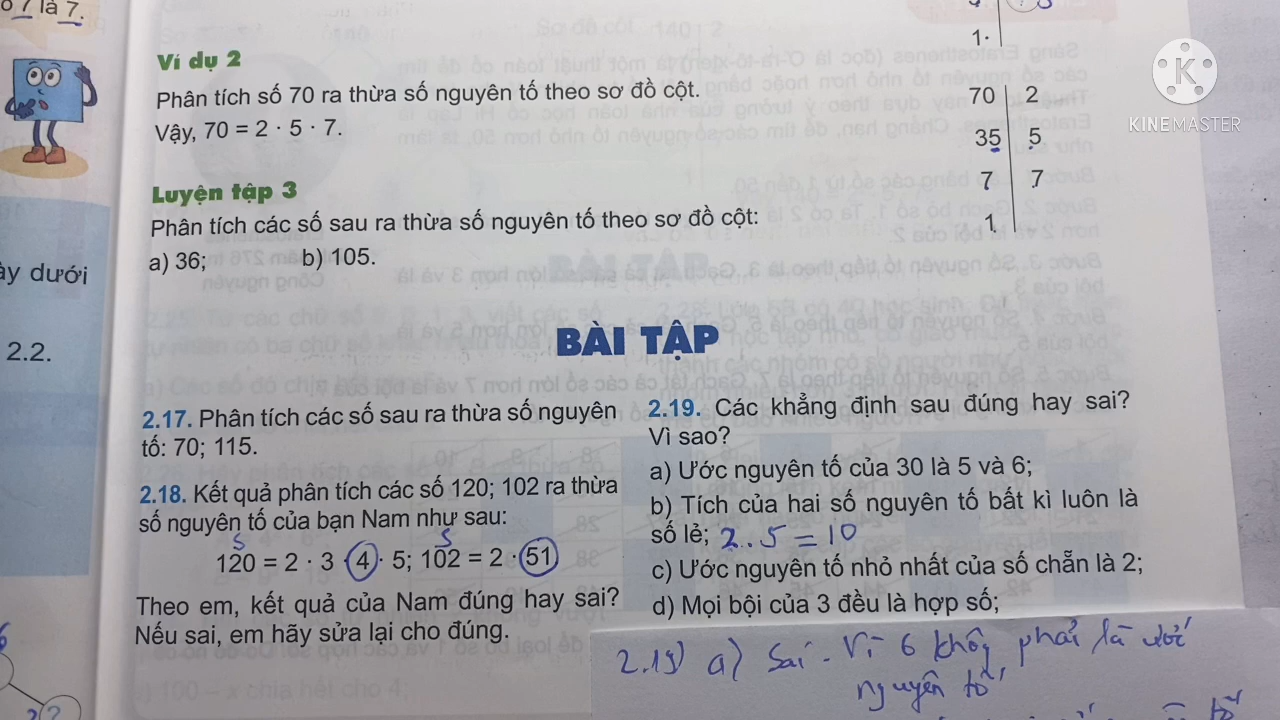 là 7.
Ví dụ 2
Phân tích số 70 ra thừa số nguyên tố theo sơ đồ cột.
Vậy, 70 = 2 · 5 · 7.
1.
70 2
35 5
7 7
1
KINEMASTER
Luyện tập 3
Phân tích các số sau ra thừa số nguyên tố theo sơ đồ cột:
a) 36; b) 105.
ây dưới
2.2.
BÀI TẬP
2.17. Phân tích các số sau ra thừa số nguyên
tố: 70; 115.
2.18. Kết quả phân tích các số 120; 102 ra thừa
số nguyên tố của bạn Nam như sau:
S S
120 = 2 · 3 · 4 · 5; 102 = 2 · 51
Theo em, kết quả của Nam đúng hay sai?
Nếu sai, em hãy sửa lại cho đúng.
2.19. Các khẳng định sau đúng hay sai?
Vì sao?
a) Ước nguyên tố của 30 là 5 và 6;
b) Tích của hai số nguyên tố bất kì luôn là
số lẻ; 2.5 = 10
c) Ước nguyên tố nhỏ nhất của số chẵn là 2;
d) Mọi bội của 3 đều là hợp số;
2.19) a) Sai - Vì 6 không phải là ước
nguyên tố